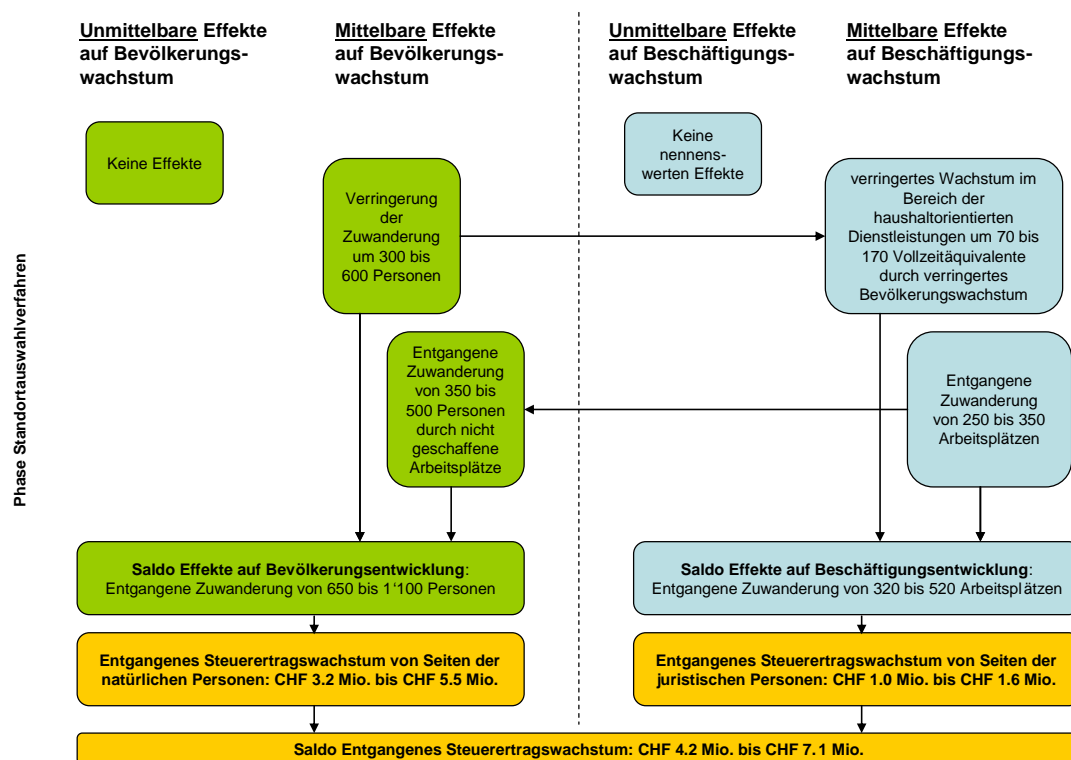 Unmittelbare Effekte
auf Bevölkerungs-
wachstum
Mittelbare Effekte
auf Bevölkerungs-
wachstum
Unmittelbare Effekte
auf Beschäftigungs-
wachstum
Mittelbare Effekte
auf Beschäftigungs-
wachstum
Phase Standortauswahlverfahren
Keine Effekte
Verringerung
der
Zuwanderung
um 300 bis
600 Personen
Keine
nennens-
werten Effekte
verringertes Wachstum im
Bereich der
haushaltorientierten
Dienstleistungen um 70 bis
170 Vollzeitäquivalente
durch verringertes
Bevölkerungswachstum
Entgangene
Zuwanderung
von 350 bis
500 Personen
durch nicht
geschaffene
Arbeitsplätze
Entgangene
Zuwanderung
von 250 bis 350
Arbeitsplätzen
Saldo Effekte auf Bevölkerungsentwicklung:
Entgangene Zuwanderung von 650 bis 1‘100 Personen
Saldo Effekte auf Beschäftigungsentwicklung:
Entgangene Zuwanderung von 320 bis 520 Arbeitsplätzen
Entgangenes Steuerertragswachstum von Seiten der
natürlichen Personen: CHF 3.2 Mio. bis CHF 5.5 Mio.
Entgangenes Steuerertragswachstum von Seiten der
juristischen Personen: CHF 1.0 Mio. bis CHF 1.6 Mio.
Saldo Entgangenes Steuerertragswachstum: CHF 4.2 Mio. bis CHF 7.1 Mio.